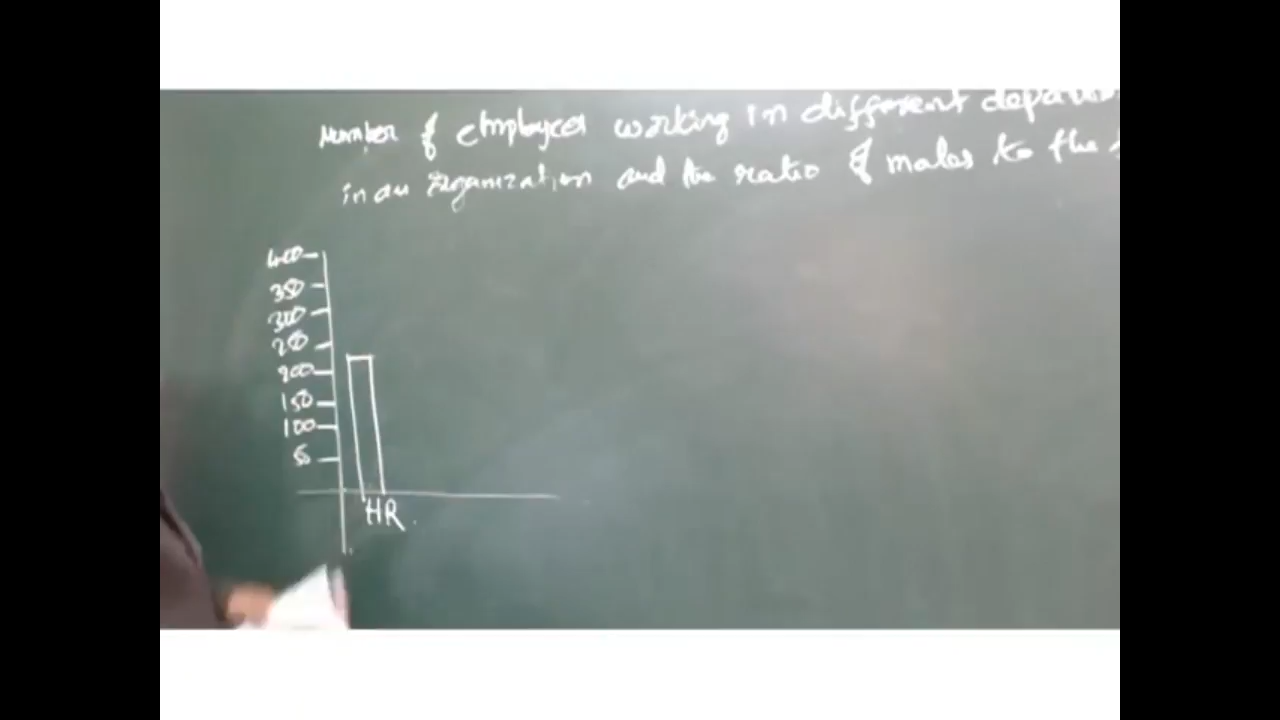 Number of employees working in different
in an organization and the ratio of males to the
400
350
300
250
200
150
100
50
HR